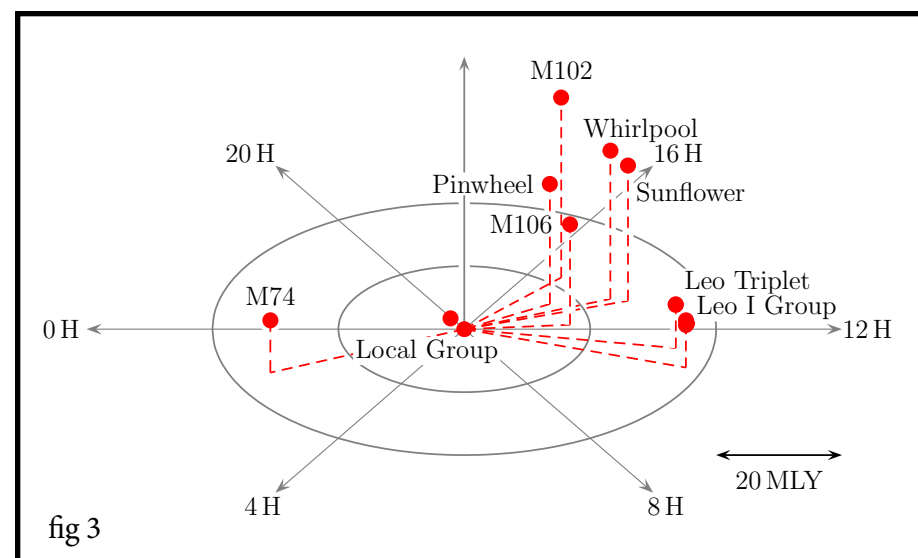 M102
Whirlpool
20 H
16 H
Pinwheel
Sunflower
M106
Leo Triplet
M74
Leo I Group
0 H
12 H
Local Group
20 MLY
4 H
8 H
fig 3